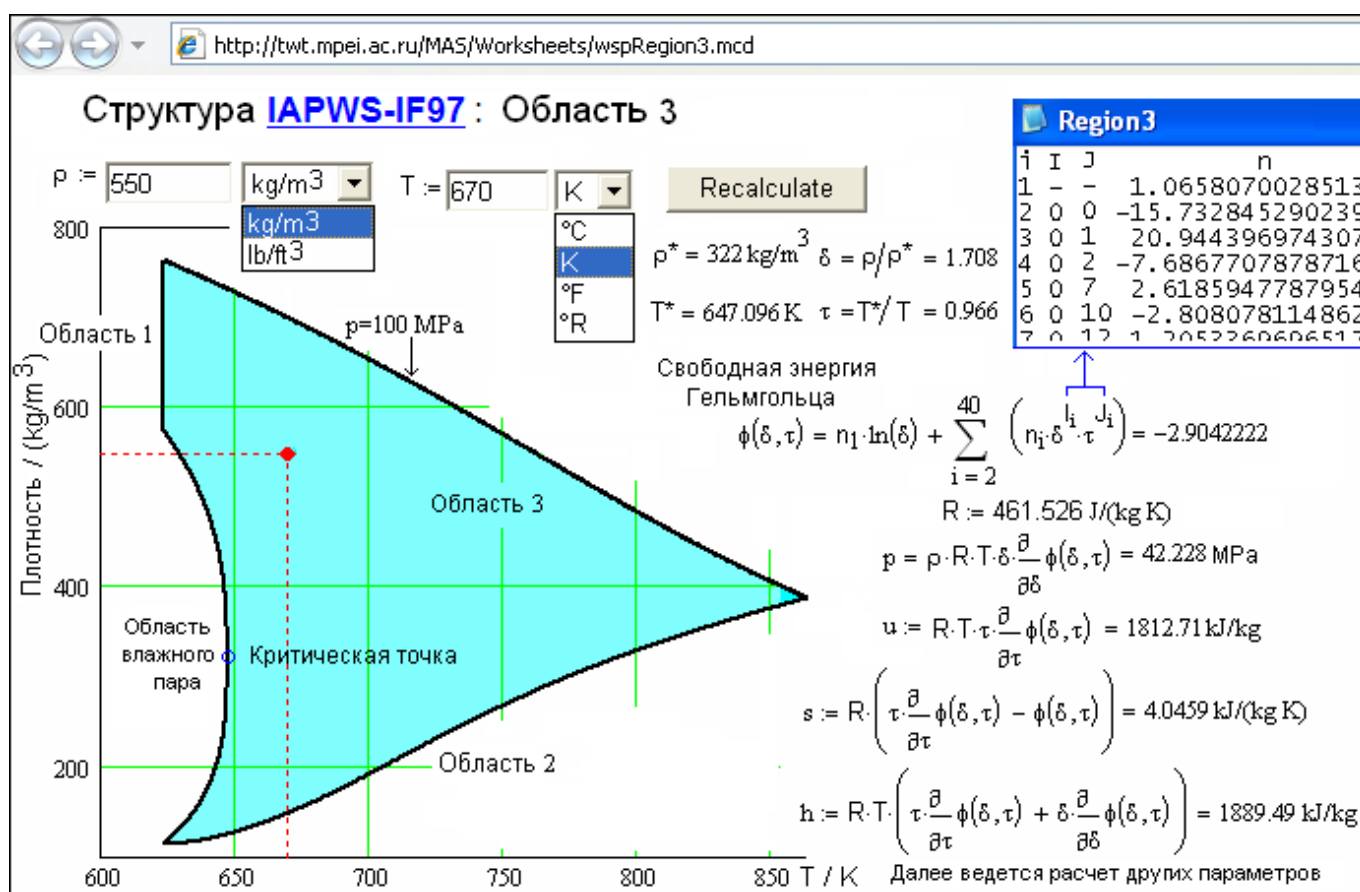 http://twt.mpei.ac.ru/MAS/Worksheets/wspRegion3.mcd
Структура IAPWS-IF97 : Область 3
ρ := 550 kg/m3 T := 670 K Recalculate
kg/m3
lb/ft3
°C
K
°F
°R
Region3
i I J n
1 - - 1.0658070028513
2 0 0 -15.732845290239
3 0 1 20.944396974307
4 0 2 -7.6867707878716
5 0 7 2.6185947787954
6 0 10 -2.808078114862
ρ* = 322 kg/m³ δ = ρ/ρ* = 1.708
T* = 647.096 K τ = T*/T = 0.966
Свободная энергия
Гельмгольца
ϕ(δ,τ) = n₁·ln(δ) + ∑ i = 2 40 (nᵢ·δ^Iᵢ·τ^Jᵢ) = −2.9042222
R := 461.526 J/(kg K)
p = ρ·R·T·δ·∂/∂δ ϕ(δ,τ) = 42.228 MPa
u := R·T·τ·∂/∂τ ϕ(δ,τ) = 1812.71 kJ/kg
s := R·(τ·∂/∂τ ϕ(δ,τ) − ϕ(δ,τ)) = 4.0459 kJ/(kg K)
h := R·T·(τ·∂/∂τ ϕ(δ,τ) + δ·∂/∂δ ϕ(δ,τ)) = 1889.49 kJ/kg
Далее ведется расчет других параметров
Плотность / (kg/m3)
800
600
400
200
Область 1
p=100 MPa
Область 3
Область
влажного
пара
Критическая точка
Область 2
600 650 700 750 800 850 T / K